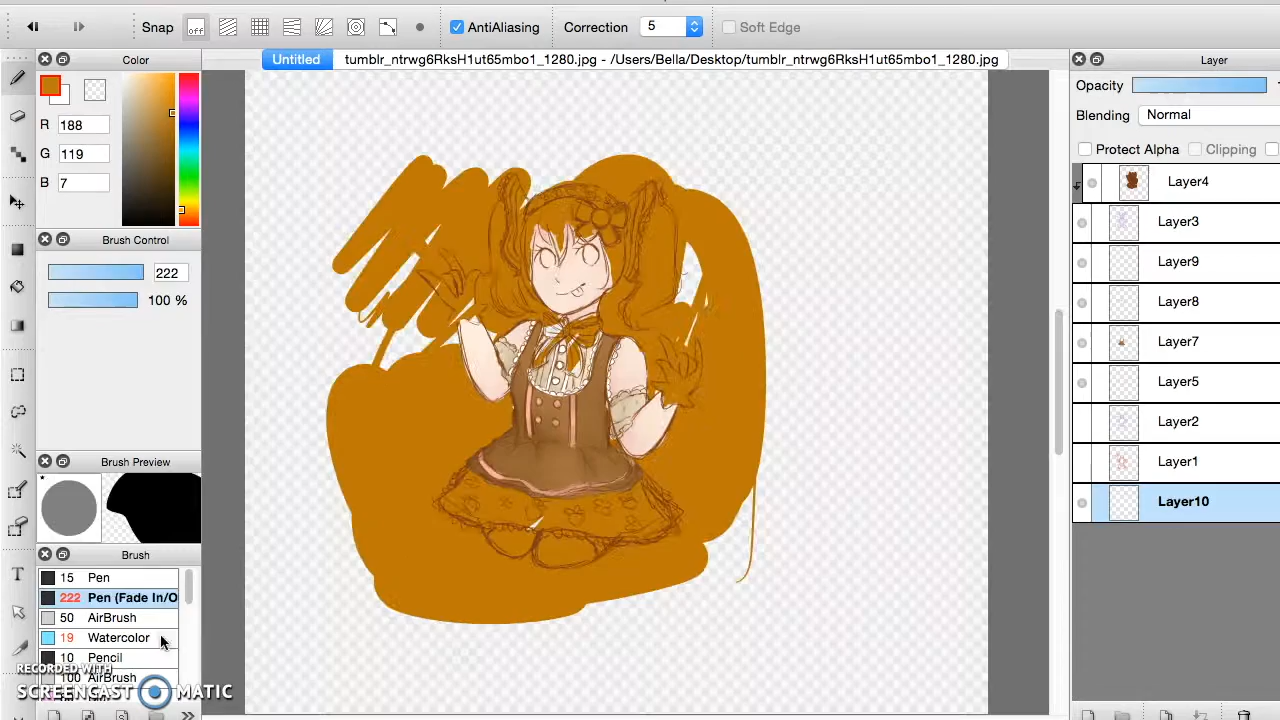 Snap off AntiAliasing Correction 5 Soft Edge
Color
Untitled tumblr_ntrwg6RksH1ut65mbo1_1280.jpg - /Users/Bella/Desktop/tumblr_ntrwg6RksH1ut65mbo1_1280.jpg
Layer
R 188
G 119
B 7
Opacity
Blending Normal
Protect Alpha Clipping
Layer4
Layer3
Layer9
Layer8
Layer7
Layer5
Layer2
Layer1
Layer10
Brush Control
222
100 %
Brush Preview
Brush
15 Pen
222 Pen (Fade In/O
50 AirBrush
19 Watercolor
10 Pencil
100 AirBrush
RECORDED WITH
SCREENCAST MATIC